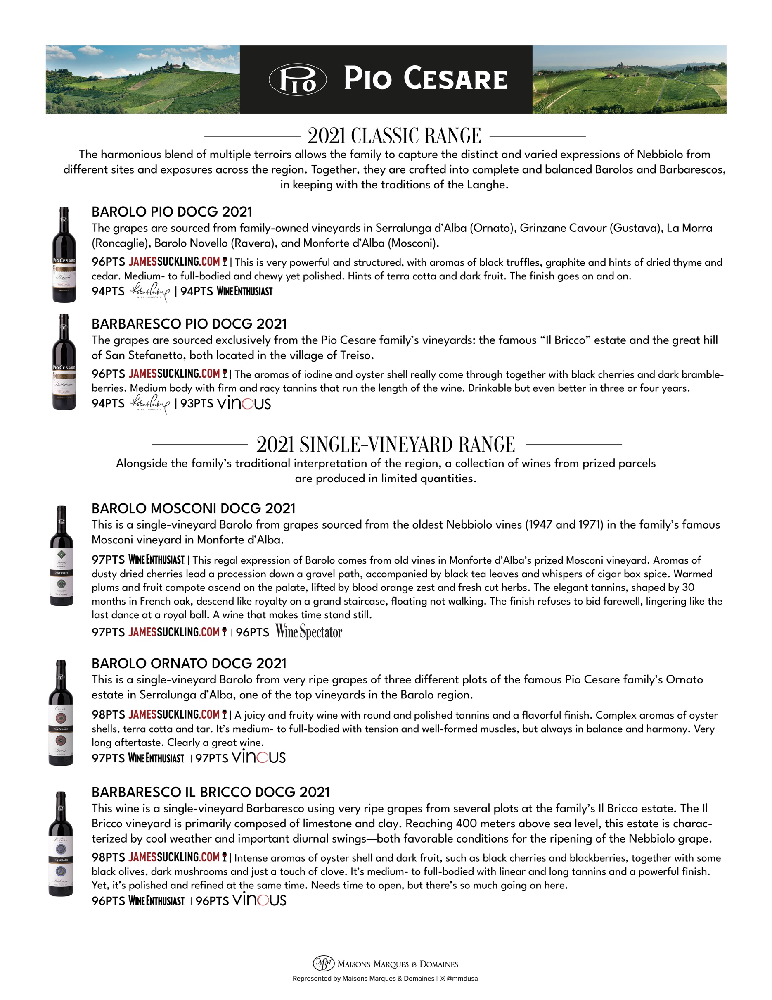 Pio PIO CESARE
2021 CLASSIC RANGE
The harmonious blend of multiple terroirs allows the family to capture the distinct and varied expressions of Nebbiolo from
different sites and exposures across the region. Together, they are crafted into complete and balanced Barolos and Barbarescos,
in keeping with the traditions of the Langhe.
BAROLO PIO DOCG 2021
The grapes are sourced from family-owned vineyards in Serralunga d’Alba (Ornato), Grinzane Cavour (Gustava), La Morra
(Roncaglie), Barolo Novello (Ravera), and Monforte d’Alba (Mosconi).
96PTS JAMESSUCKLING.COM | This is very powerful and structured, with aromas of black truffles, graphite and hints of dried thyme and
cedar. Medium- to full-bodied and chewy yet polished. Hints of terra cotta and dark fruit. The finish goes on and on.
94PTS Robert Parker WINE ADVOCATE | 94PTS WINE ENTHUSIAST
PIO CESARE
Barolo
BARBARESCO PIO DOCG 2021
The grapes are sourced exclusively from the Pio Cesare family’s vineyards: the famous “Il Bricco” estate and the great hill
of San Stefanetto, both located in the village of Treiso.
96PTS JAMESSUCKLING.COM | The aromas of iodine and oyster shell really come through together with black cherries and dark bramble-
berries. Medium body with firm and racy tannins that run the length of the wine. Drinkable but even better in three or four years.
94PTS Robert Parker WINE ADVOCATE | 93PTS vinous
PIO CESARE
Barbaresco
2021 SINGLE-VINEYARD RANGE
Alongside the family’s traditional interpretation of the region, a collection of wines from prized parcels
are produced in limited quantities.
BAROLO MOSCONI DOCG 2021
This is a single-vineyard Barolo from grapes sourced from the oldest Nebbiolo vines (1947 and 1971) in the family’s famous
Mosconi vineyard in Monforte d’Alba.
97PTS WINE ENTHUSIAST | This regal expression of Barolo comes from old vines in Monforte d’Alba’s prized Mosconi vineyard. Aromas of
dusty dried cherries lead a procession down a gravel path, accompanied by black tea leaves and whispers of cigar box spice. Warmed
plums and fruit compote ascend on the palate, lifted by blood orange zest and fresh cut herbs. The elegant tannins, shaped by 30
months in French oak, descend like royalty on a grand staircase, floating not walking. The finish refuses to bid farewell, lingering like the
last dance at a royal ball. A wine that makes time stand still.
97PTS JAMESSUCKLING.COM | 96PTS Wine Spectator
PIO CESARE
BAROLO ORNATO DOCG 2021
This is a single-vineyard Barolo from very ripe grapes of three different plots of the famous Pio Cesare family’s Ornato
estate in Serralunga d’Alba, one of the top vineyards in the Barolo region.
98PTS JAMESSUCKLING.COM | A juicy and fruity wine with round and polished tannins and a flavorful finish. Complex aromas of oyster
shells, terra cotta and tar. It’s medium- to full-bodied with tension and well-formed muscles, but always in balance and harmony. Very
long aftertaste. Clearly a great wine.
97PTS WINE ENTHUSIAST | 97PTS vinous
Ornato
PIO CESARE
Barolo
BARBARESCO IL BRICCO DOCG 2021
This wine is a single-vineyard Barbaresco using very ripe grapes from several plots at the family’s Il Bricco estate. The Il
Bricco vineyard is primarily composed of limestone and clay. Reaching 400 meters above sea level, this estate is charac-
terized by cool weather and important diurnal swings—both favorable conditions for the ripening of the Nebbiolo grape.
98PTS JAMESSUCKLING.COM | Intense aromas of oyster shell and dark fruit, such as black cherries and blackberries, together with some
black olives, dark mushrooms and just a touch of clove. It’s medium- to full-bodied with linear and long tannins and a powerful finish.
Yet, it’s polished and refined at the same time. Needs time to open, but there’s so much going on here.
96PTS WINE ENTHUSIAST | 96PTS vinous
Il Bricco
PIO CESARE
Barbaresco
MMD MAISONS MARQUES & DOMAINES
Represented by Maisons Marques & Domaines | @mmdusa